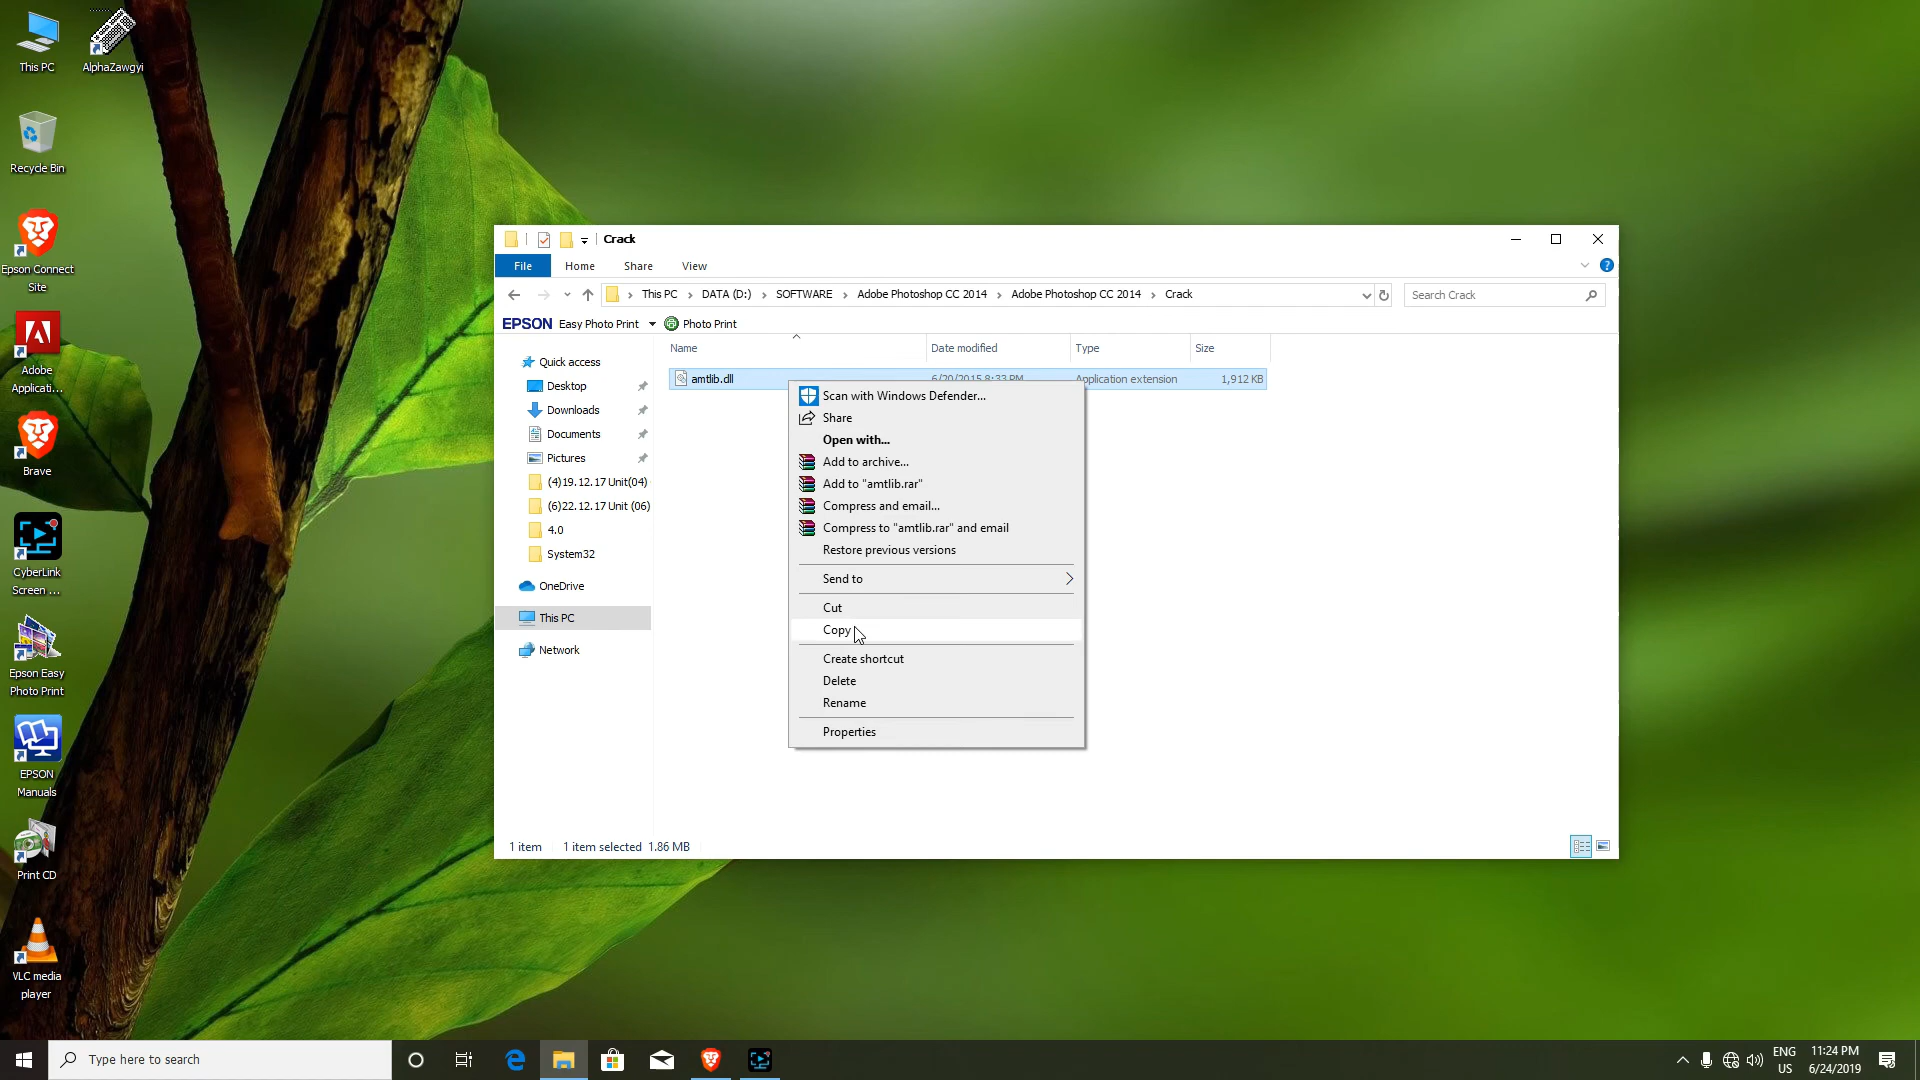 This PC
AlphaZawgyi
Recycle Bin
Epson Connect
Site
Adobe
Applicati...
Brave
CyberLink
Screen ...
Epson Easy
Photo Print
EPSON
Manuals
Print CD
VLC media
player
Crack
File Home Share View
This PC DATA (D:) SOFTWARE Adobe Photoshop CC 2014 Adobe Photoshop CC 2014 Crack
Search Crack
EPSON Easy Photo Print Photo Print
Name Date modified Type Size
amtlib.dll 6/20/2015 8:33 PM Application extension 1,912 KB
Quick access
Desktop
Downloads
Documents
Pictures
(4)19.12.17 Unit(04)
(6)22.12.17 Unit (06)
4.0
System32
OneDrive
This PC
Network
Scan with Windows Defender...
Share
Open with...
Add to archive...
Add to "amtlib.rar"
Compress and email...
Compress to "amtlib.rar" and email
Restore previous versions
Send to
Cut
Copy
Create shortcut
Delete
Rename
Properties
1 item 1 item selected 1.86 MB
Type here to search
ENG
US
11:24 PM
6/24/2019